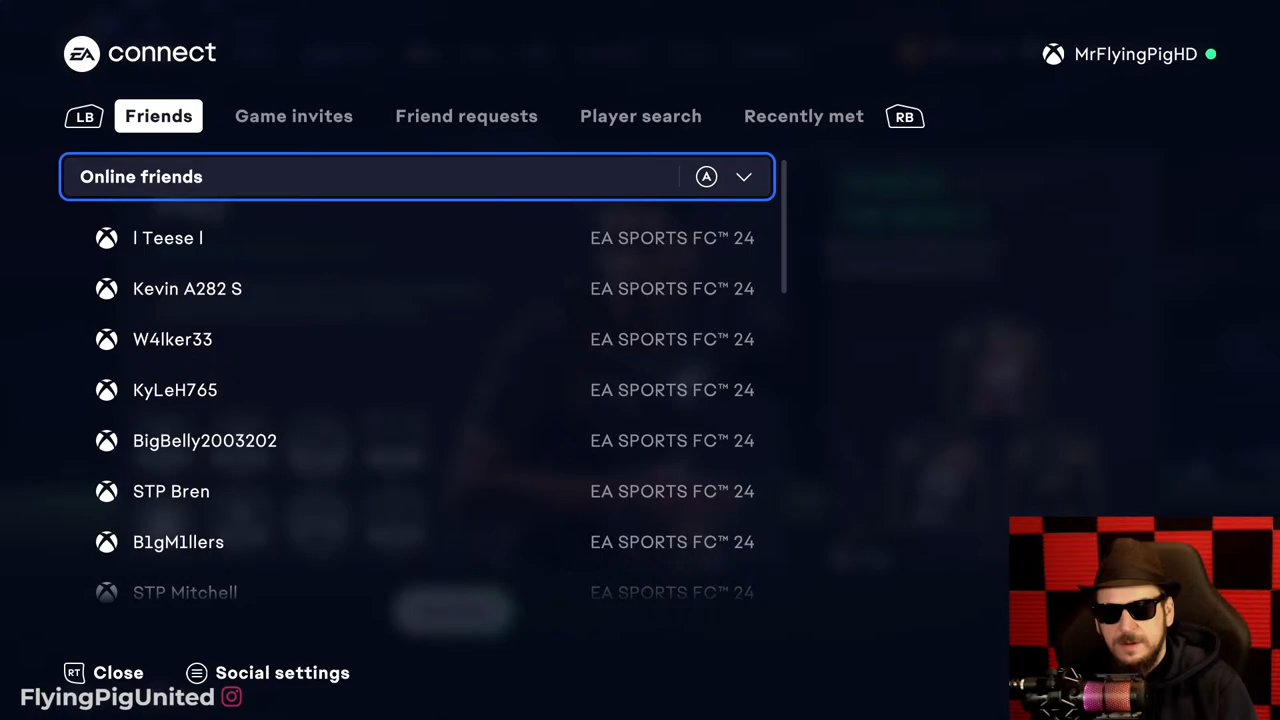 EA connect
MrFlyingPigHD
LB Friends Game invites Friend requests Player search Recently met RB
Online friends A
l Teese l EA SPORTS FC™ 24
Kevin A282 S EA SPORTS FC™ 24
W4lker33 EA SPORTS FC™ 24
KyLeH765 EA SPORTS FC™ 24
BigBelly2003202 EA SPORTS FC™ 24
STP Bren EA SPORTS FC™ 24
B1gM1llers EA SPORTS FC™ 24
STP Mitchell EA SPORTS FC™ 24
RT Close Social settings
FlyingPigUnited